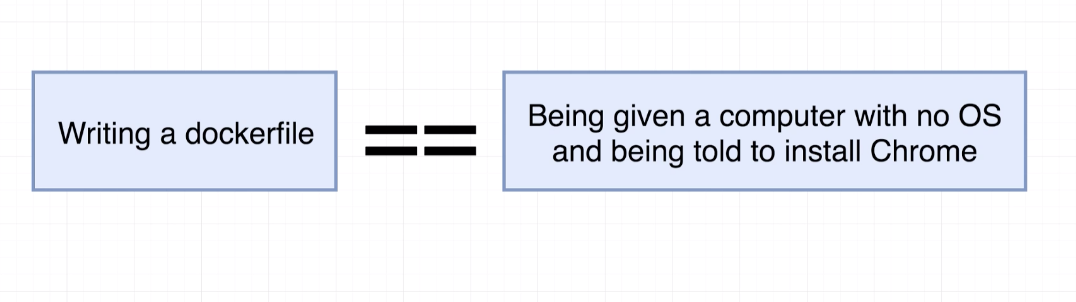 Writing a dockerfile
==
Being given a computer with no OS
and being told to install Chrome